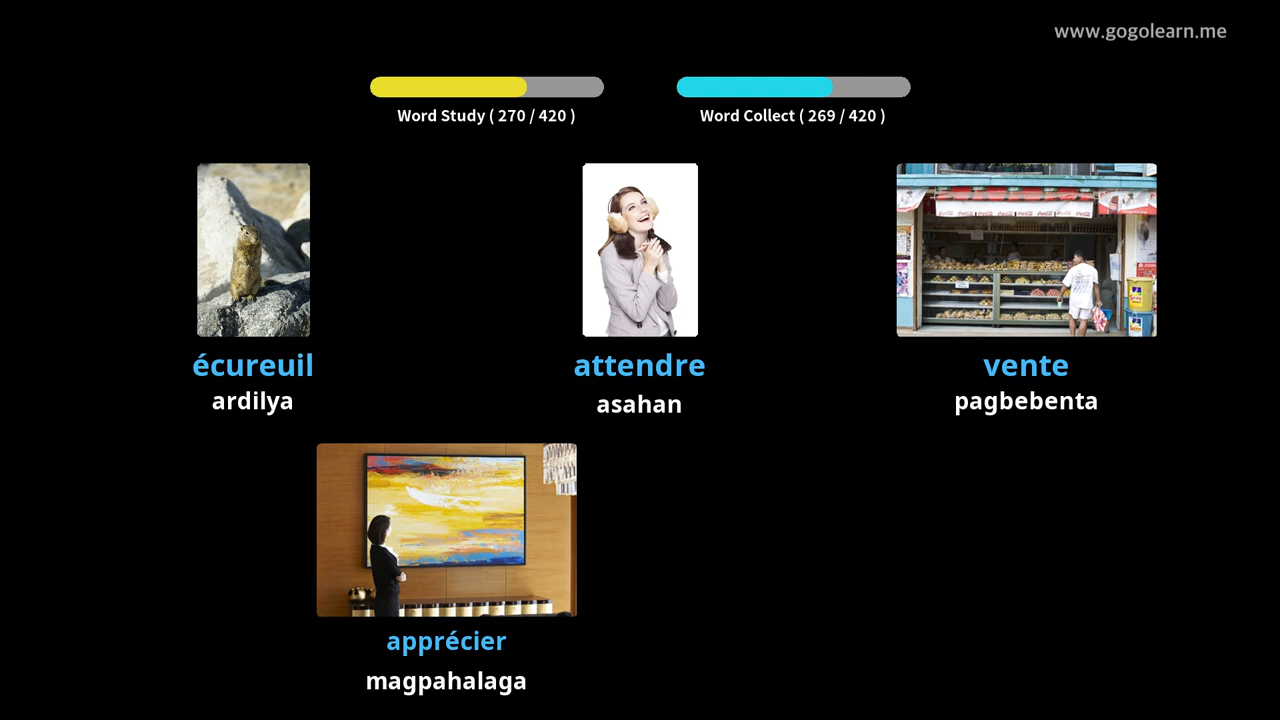 www.gogolearn.me
Word Study ( 270 / 420 )
Word Collect ( 269 / 420 )
écureuil
ardilya
attendre
asahan
vente
pagbebenta
apprécier
magpahalaga